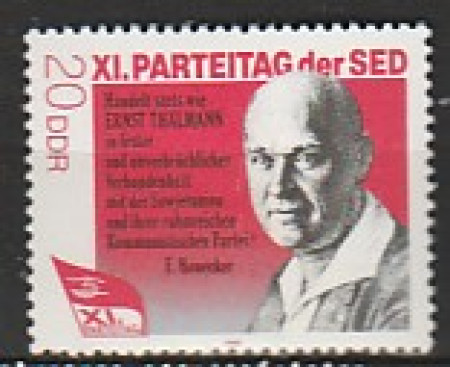 XI. PARTEITAG der SED
20 DDR
Handelt stets wie
ERNST THÄLMANN
in fester
und unverbrüchlicher
Verbundenheit
mit der Sowjetunion
und ihrer ruhmreichen
Kommunistischen Partei!
E. Honecker
XI.
PARTEITAG